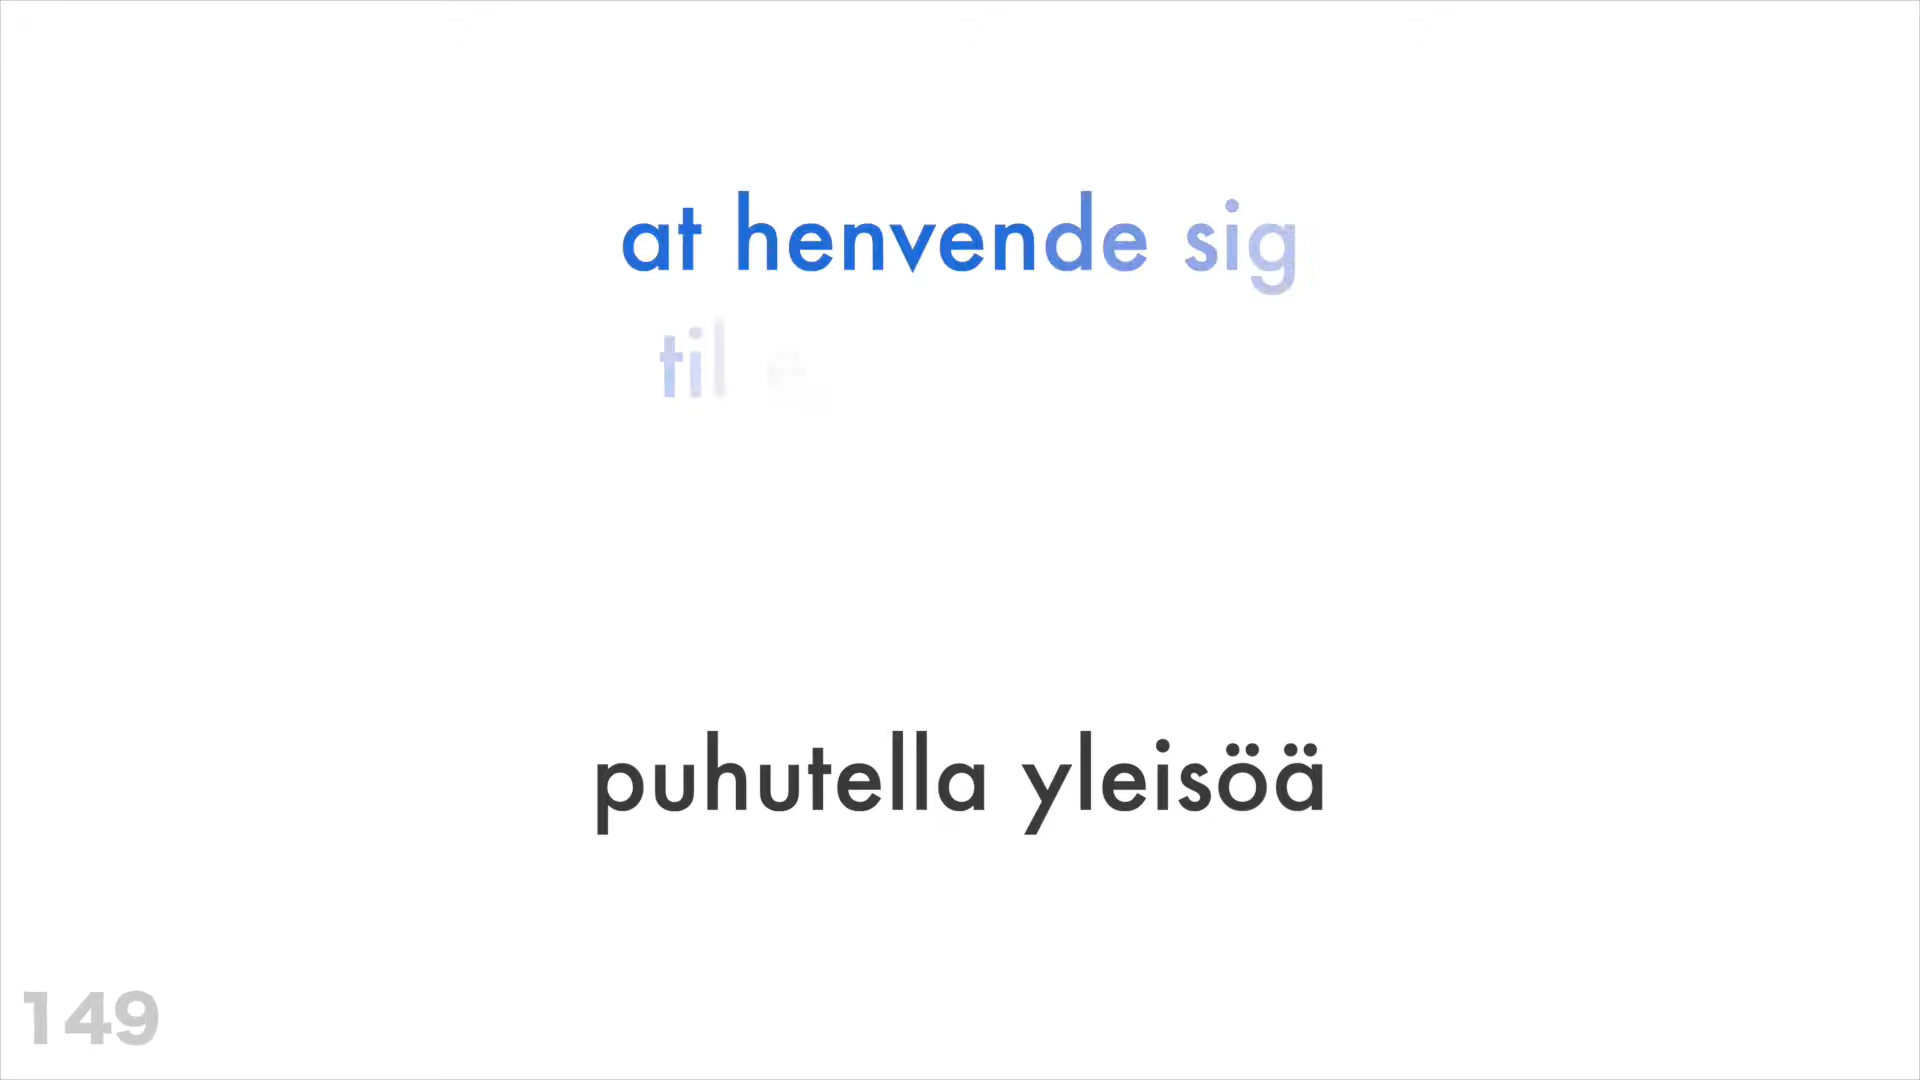 at henvende sig
til
puhutella yleisöä
149